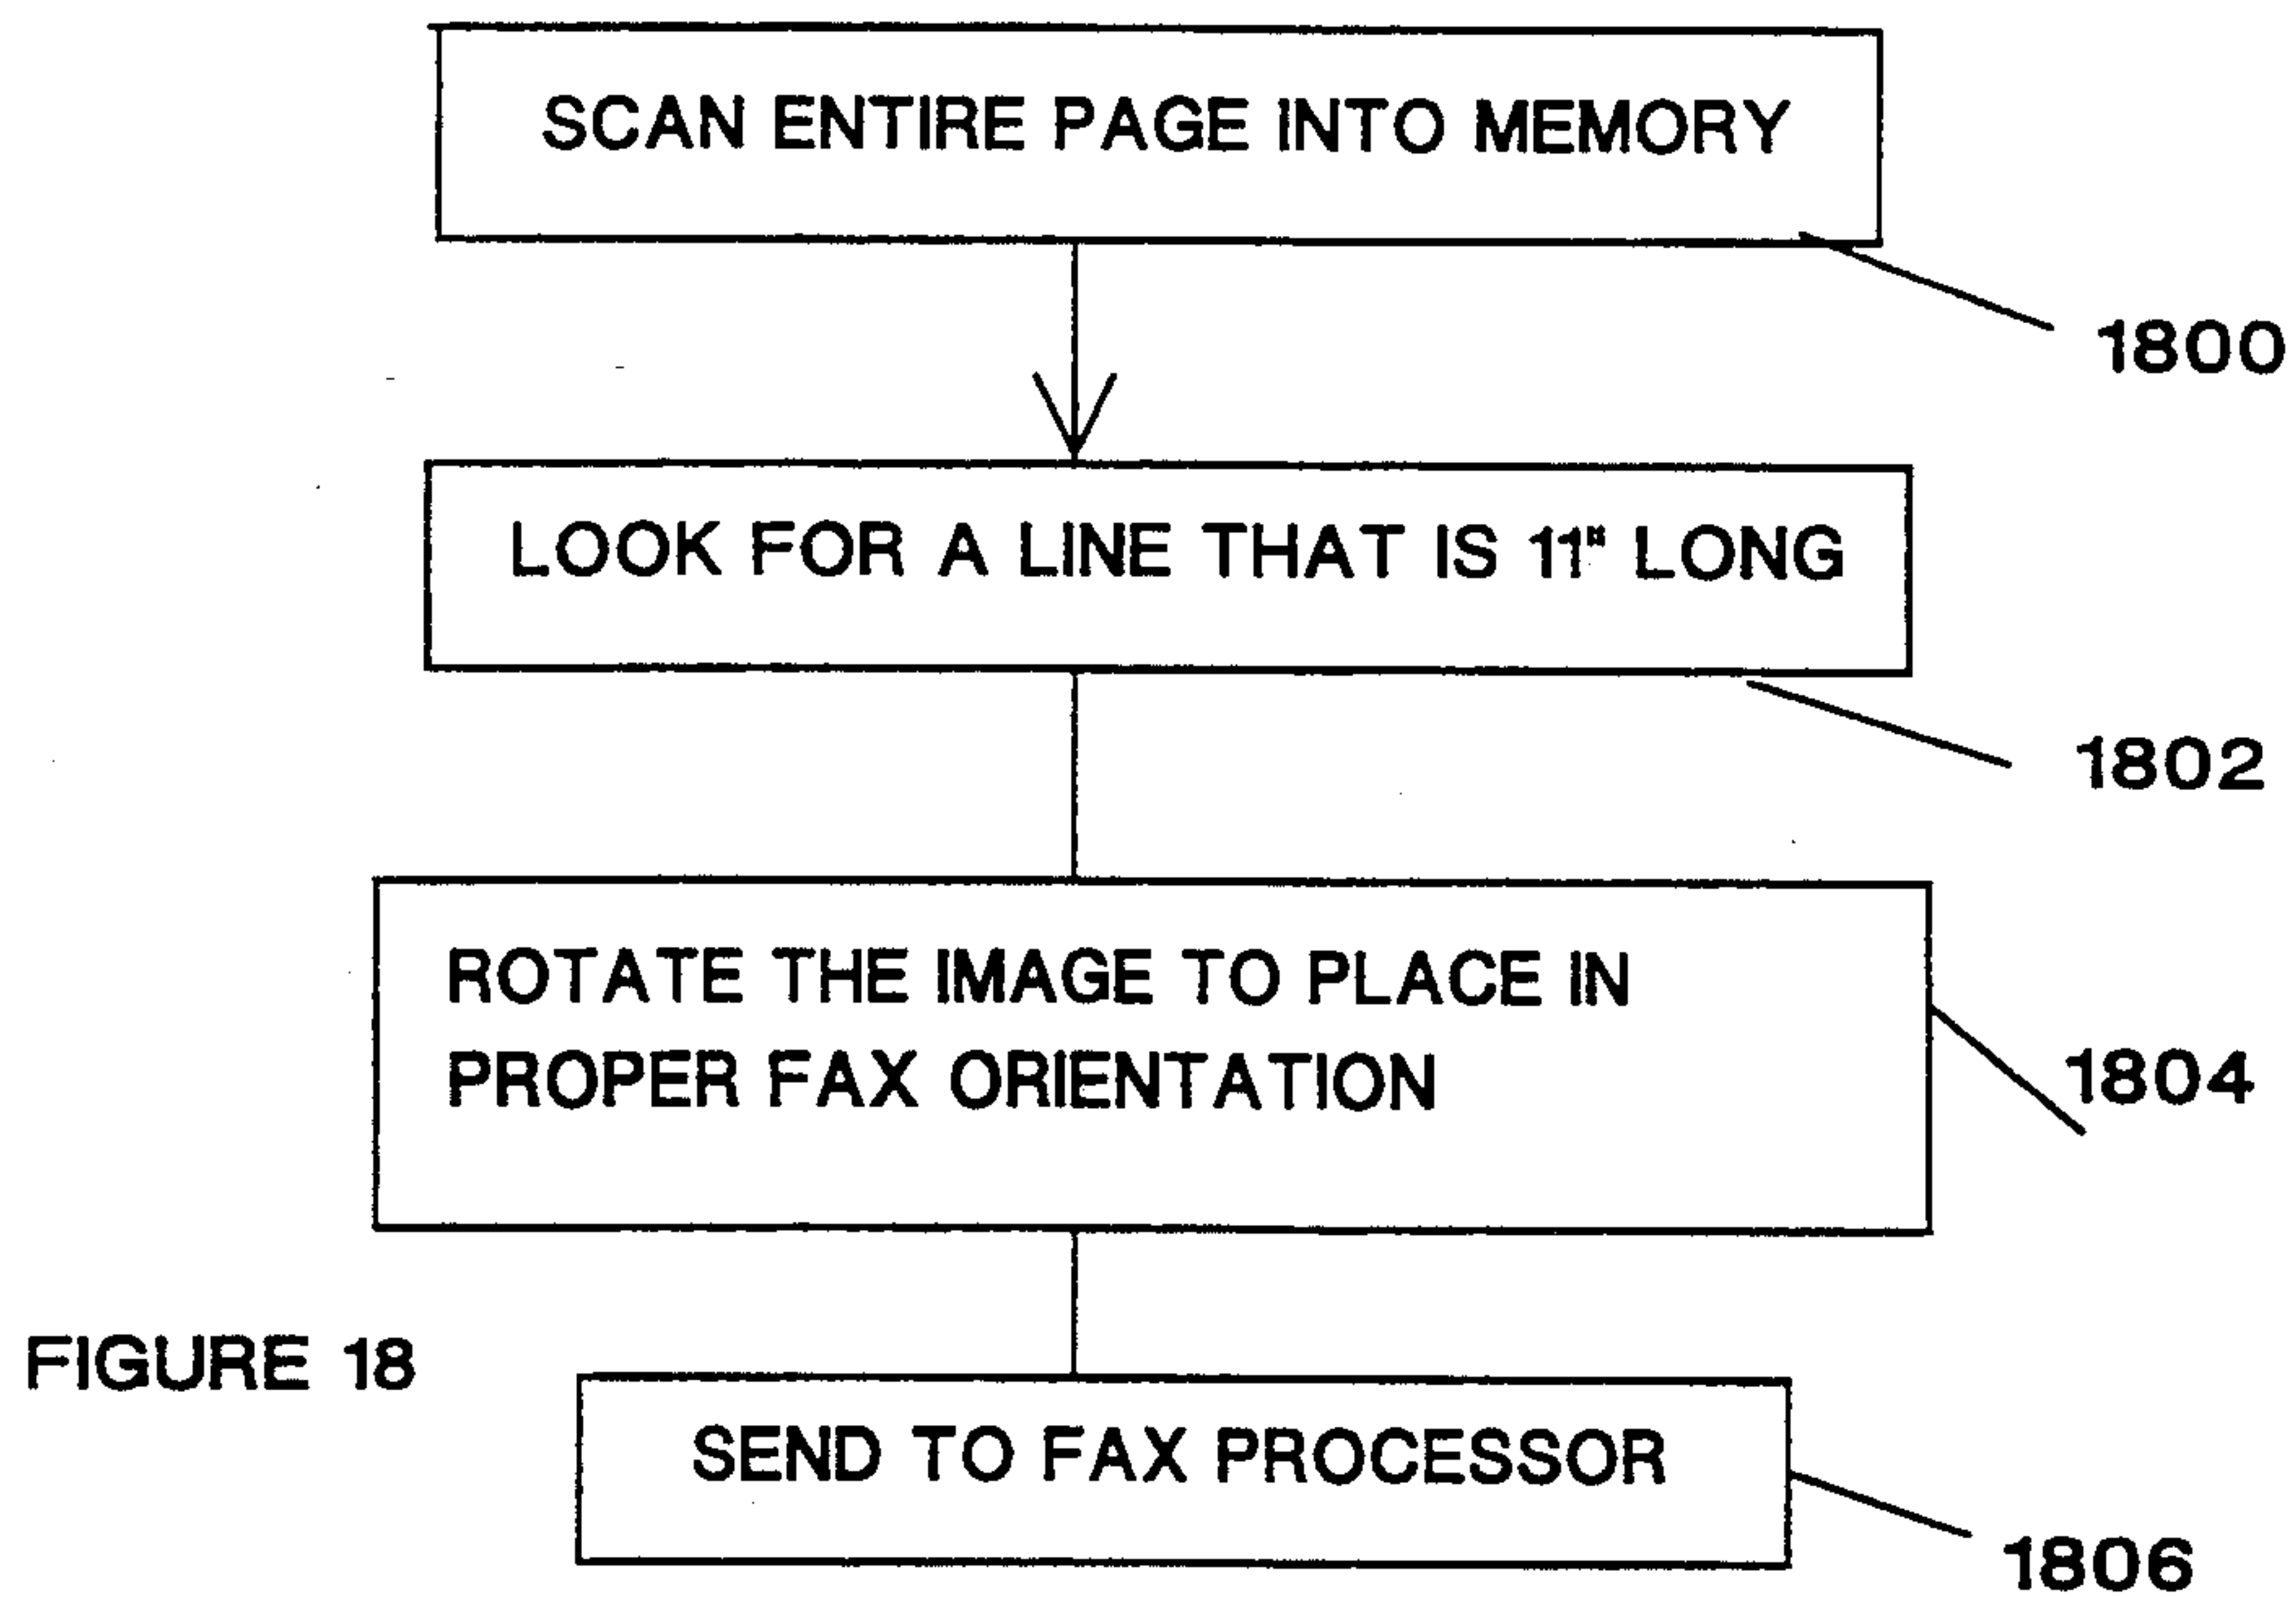 SCAN ENTIRE PAGE INTO MEMORY
1800
LOOK FOR A LINE THAT IS 11" LONG
1802
ROTATE THE IMAGE TO PLACE IN
PROPER FAX ORIENTATION
1804
FIGURE 18
SEND TO FAX PROCESSOR
1806